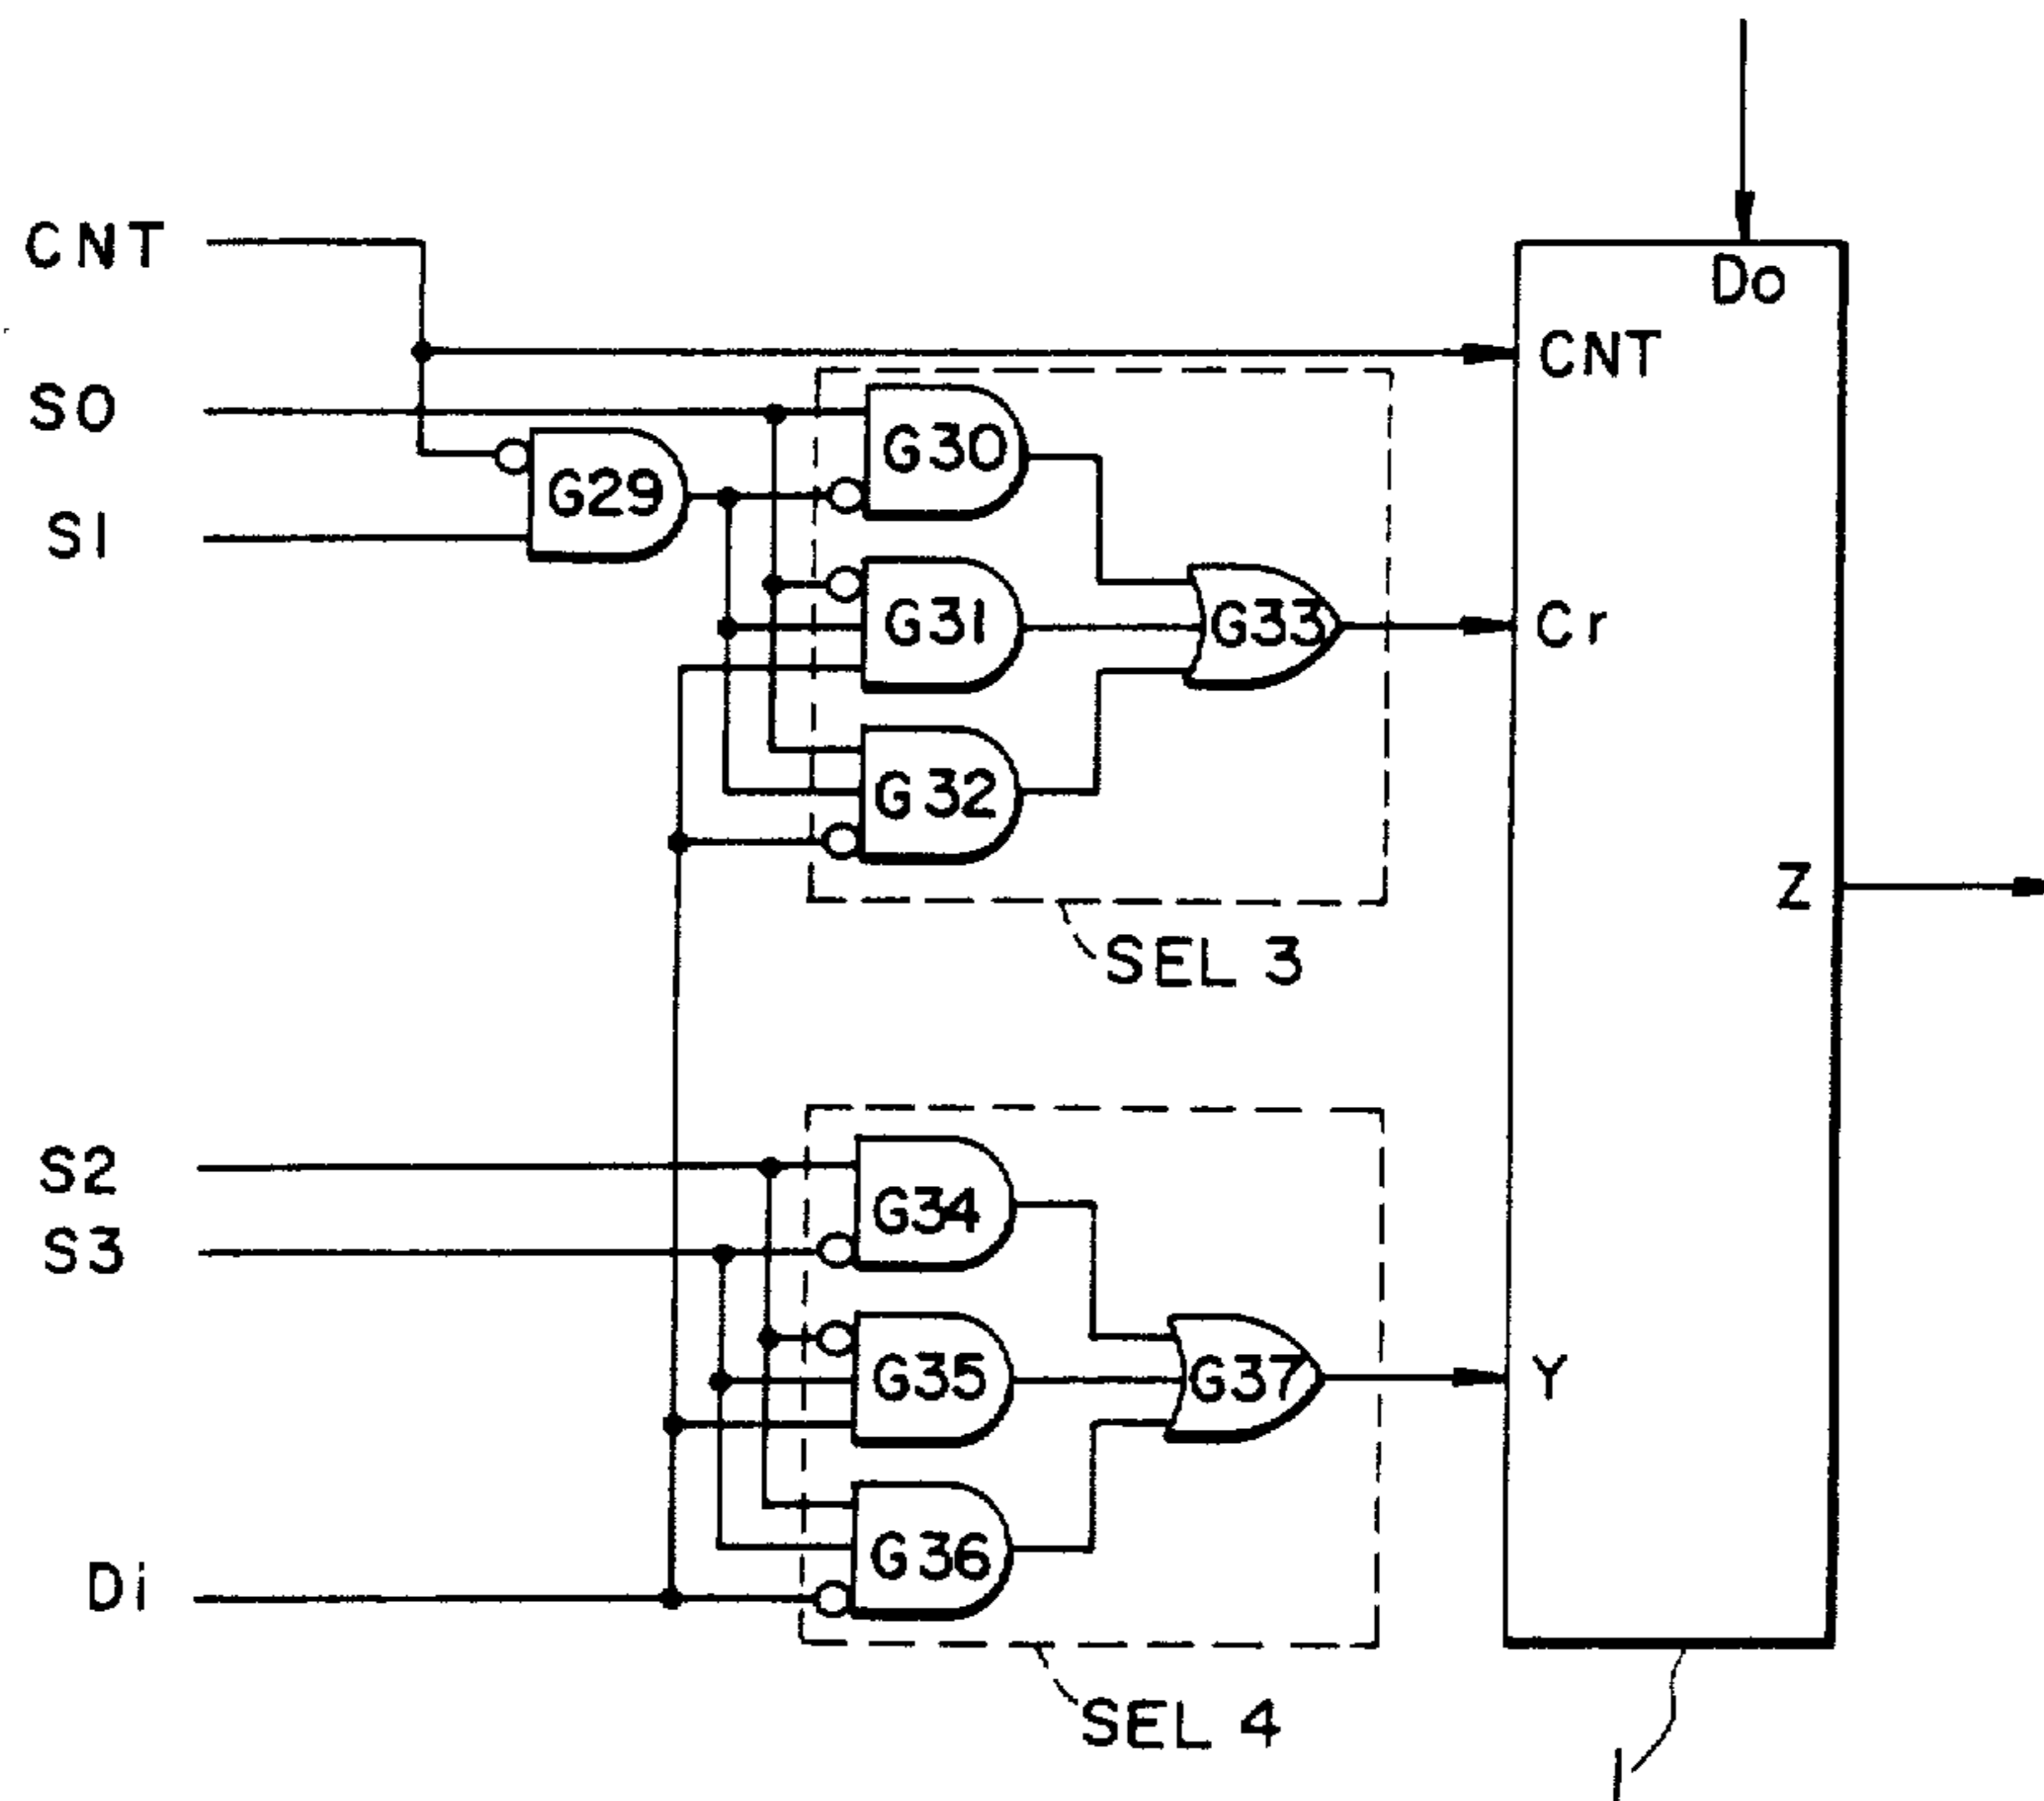 Do
CNT
CNT
S0
G30
G29
S1
G31
G33
Cr
G32
Z
SEL 3
S2
G34
S3
G35
G37
Y
G36
Di
SEL 4
1